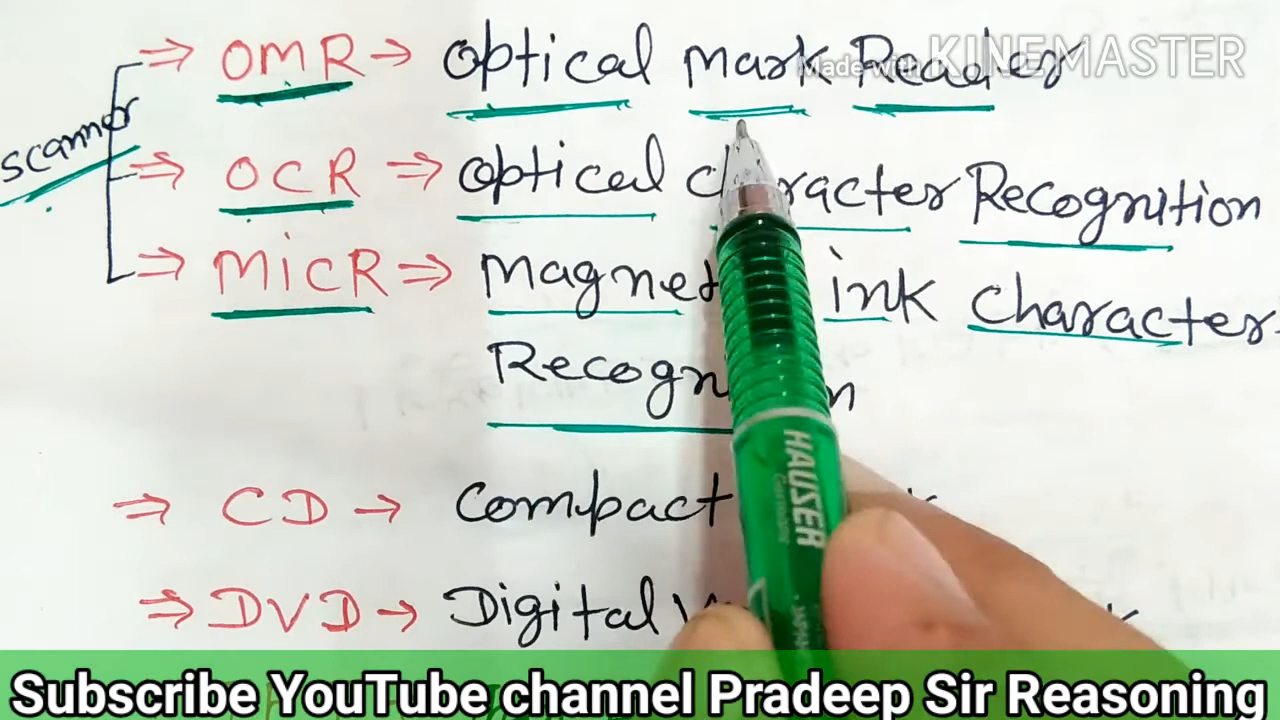 ⇒ OMR → optical mark Reader
Made with KINEMASTER
scanner
⇒ OCR ⇒ optical character Recognition
⇒ MICR ⇒ Magnet ink character
Recogn n
⇒ CD → Compact
⇒ DVD → Digital V
HAUSER
Subscribe YouTube channel Pradeep Sir Reasoning